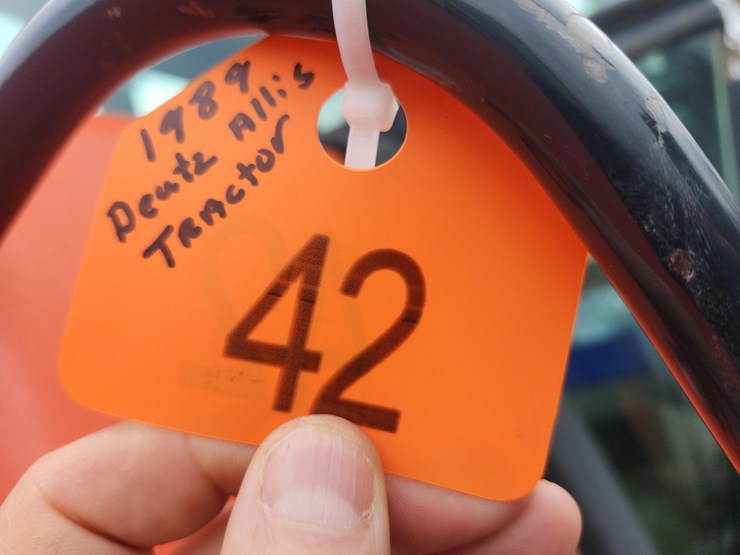 1989
Deutz Allis
Tractor
42